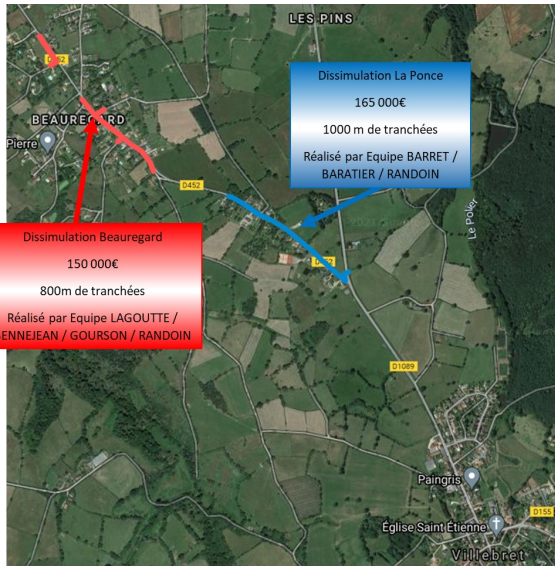 LES PINS
D452
Dissimulation La Ponce
165 000€
1000 m de tranchées
Réalisé par Equipe BARRET /
BARATIER / RANDOIN
BEAUREGARD
Pierre
D452
Le Polier
Dissimulation Beauregard
150 000€
800m de tranchées
Réalisé par Equipe LAGOUTTE /
ENNEJEAN / GOURSON / RANDOIN
D452
D1089
Paingris
D155
Église Saint Étienne
Villebret